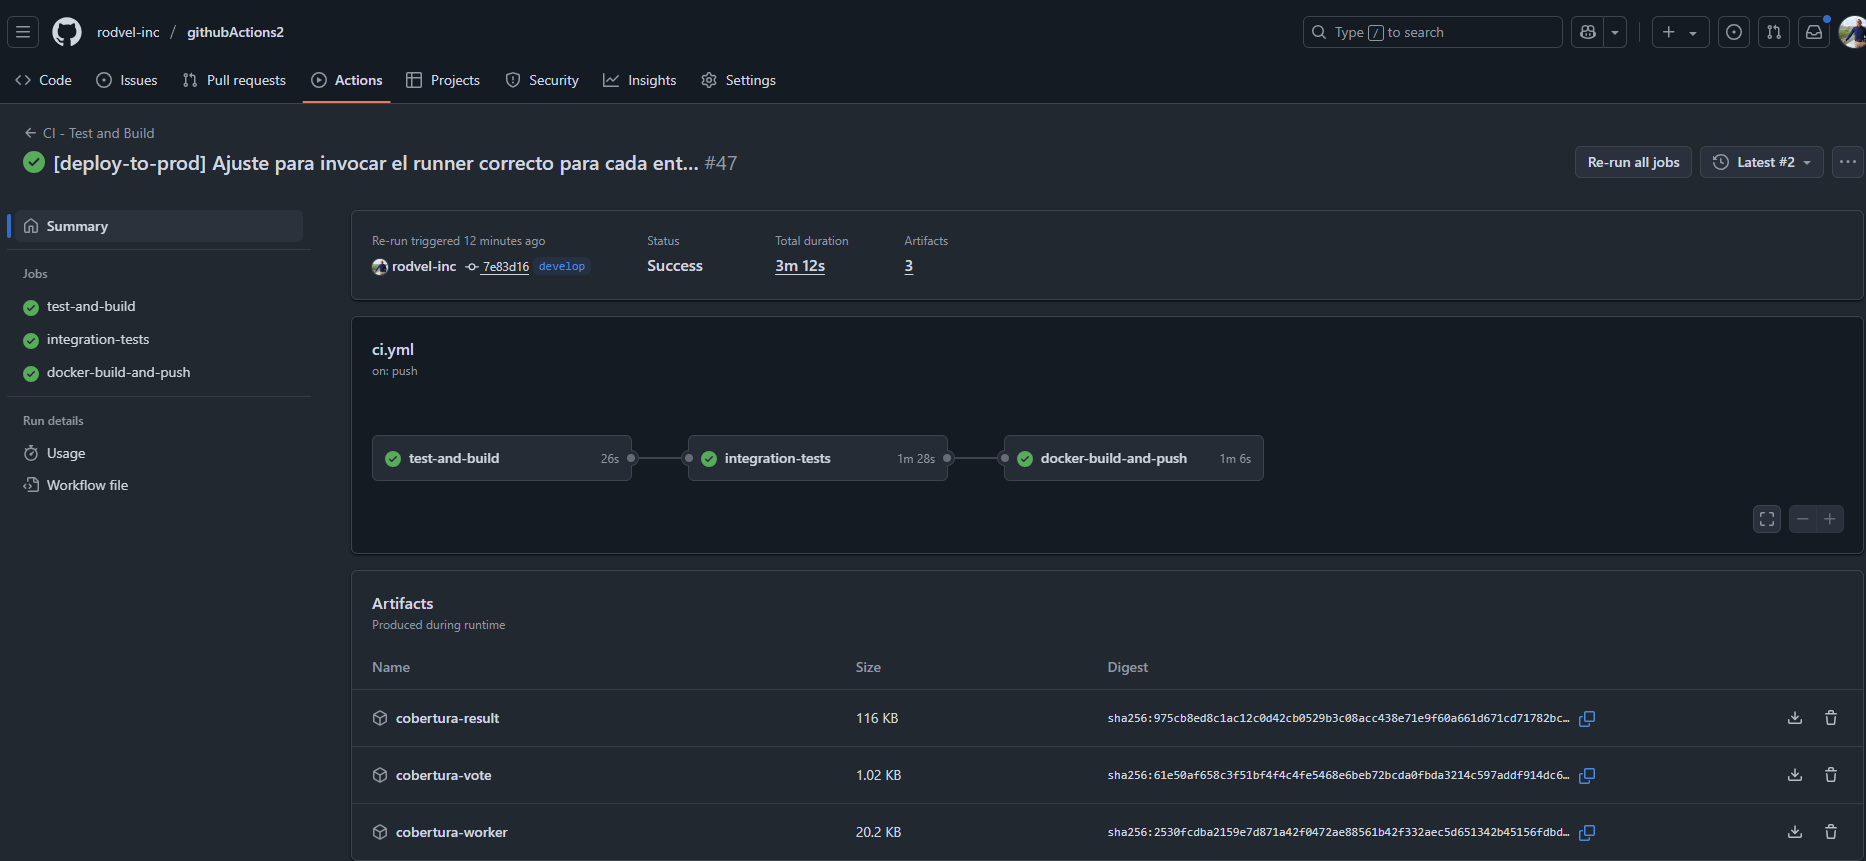 rodvel-inc / githubActions2
Type / to search
Code Issues Pull requests Actions Projects Security Insights Settings
CI - Test and Build
[deploy-to-prod] Ajuste para invocar el runner correcto para cada ent... #47
Re-run all jobs
Latest #2
Summary
Jobs
test-and-build
integration-tests
docker-build-and-push
Run details
Usage
Workflow file
Re-run triggered 12 minutes ago
rodvel-inc 7e83d16 develop
Status
Success
Total duration
3m 12s
Artifacts
3
ci.yml
on: push
test-and-build 26s
integration-tests 1m 28s
docker-build-and-push 1m 6s
Artifacts
Produced during runtime
Name Size Digest
cobertura-result 116 KB sha256:975cb8ed8c1ac12c0d42cb0529b3c08acc438e71e9f60a661d671cd71782bc…
cobertura-vote 1.02 KB sha256:61e50af658c3f51bf4f4c4fe5468e6beb72bcda0fbda3214c597addf914dc6…
cobertura-worker 20.2 KB sha256:2530fcdba2159e7d871a42f0472ae88561b42f332aec5d651342b45156fdbd…